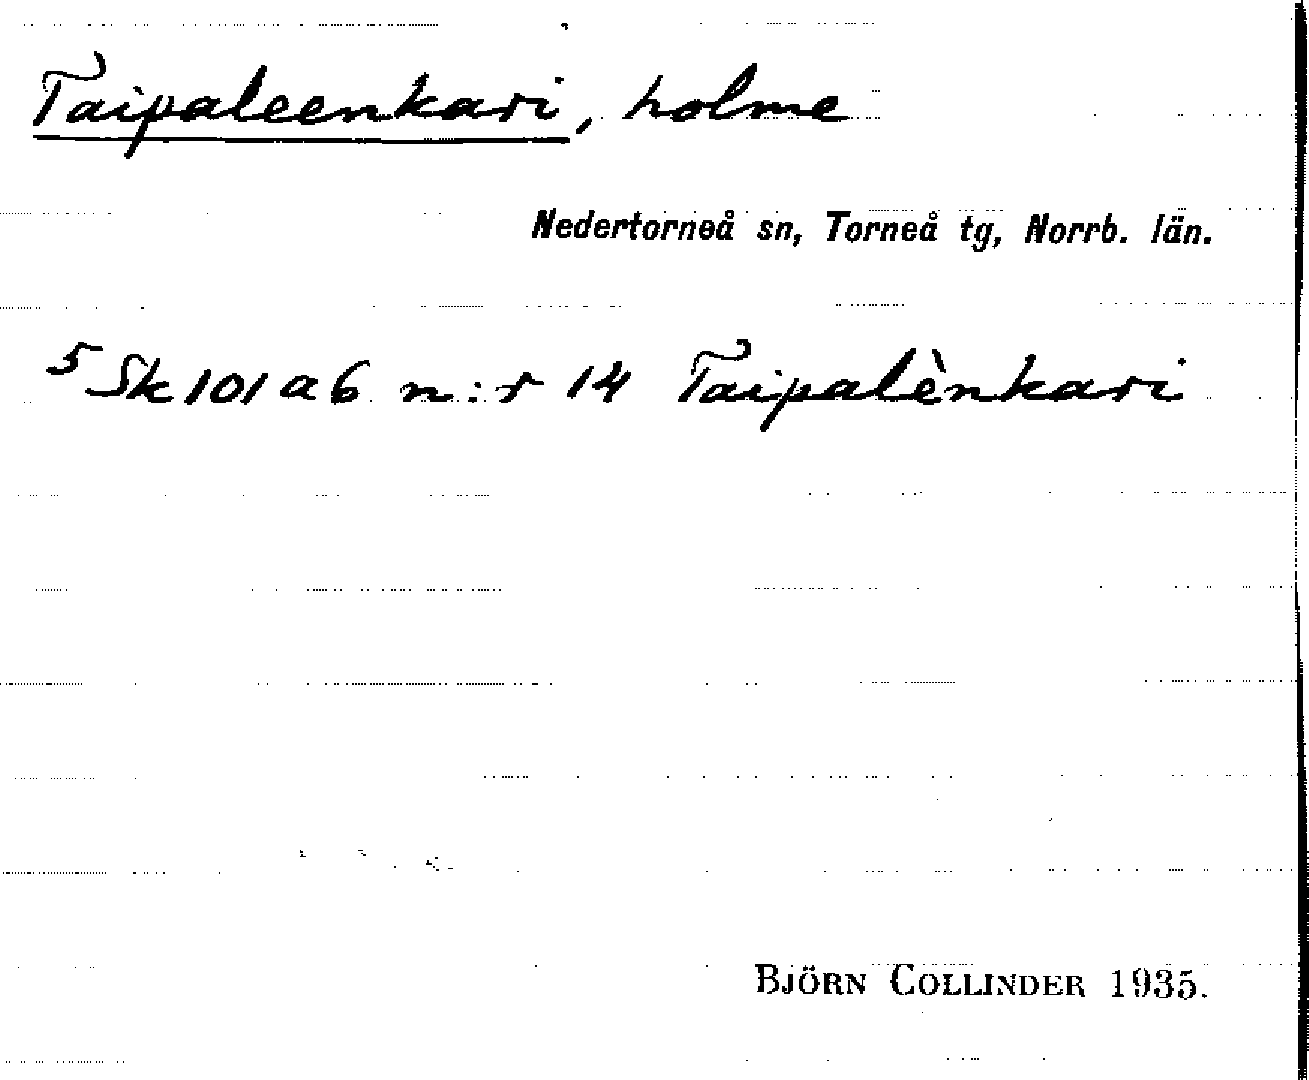 Taipaleenkari, holme
Nedertorneå sn, Torneå tg, Norrb. län.
5 Sk 101 a 6 n:r 14 Taipalènkari
BJÖRN COLLINDER 1935.